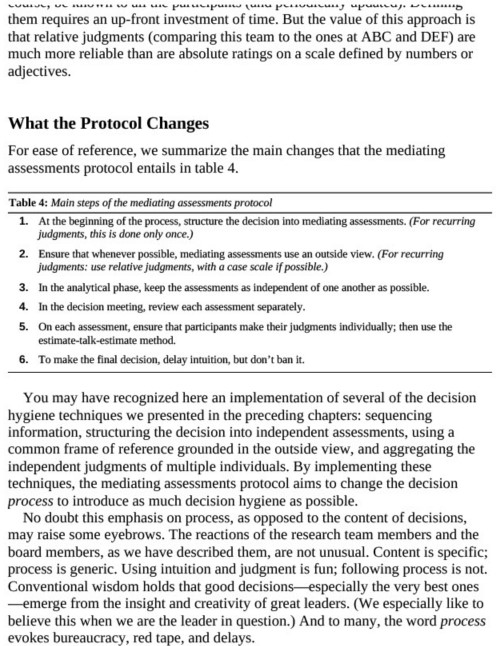 them requires an up-front investment of time. But the value of this approach is
that relative judgments (comparing this team to the ones at ABC and DEF) are
much more reliable than are absolute ratings on a scale defined by numbers or
adjectives.
What the Protocol Changes
For ease of reference, we summarize the main changes that the mediating
assessments protocol entails in table 4.
Table 4: Main steps of the mediating assessments protocol
1. At the beginning of the process, structure the decision into mediating assessments. (For recurring
judgments, this is done only once.)
2. Ensure that whenever possible, mediating assessments use an outside view. (For recurring
judgments: use relative judgments, with a case scale if possible.)
3. In the analytical phase, keep the assessments as independent of one another as possible.
4. In the decision meeting, review each assessment separately.
5. On each assessment, ensure that participants make their judgments individually; then use the
estimate-talk-estimate method.
6. To make the final decision, delay intuition, but don’t ban it.
You may have recognized here an implementation of several of the decision
hygiene techniques we presented in the preceding chapters: sequencing
information, structuring the decision into independent assessments, using a
common frame of reference grounded in the outside view, and aggregating the
independent judgments of multiple individuals. By implementing these
techniques, the mediating assessments protocol aims to change the decision
process to introduce as much decision hygiene as possible.
No doubt this emphasis on process, as opposed to the content of decisions,
may raise some eyebrows. The reactions of the research team members and the
board members, as we have described them, are not unusual. Content is specific;
process is generic. Using intuition and judgment is fun; following process is not.
Conventional wisdom holds that good decisions—especially the very best ones
—emerge from the insight and creativity of great leaders. (We especially like to
believe this when we are the leader in question.) And to many, the word process
evokes bureaucracy, red tape, and delays.